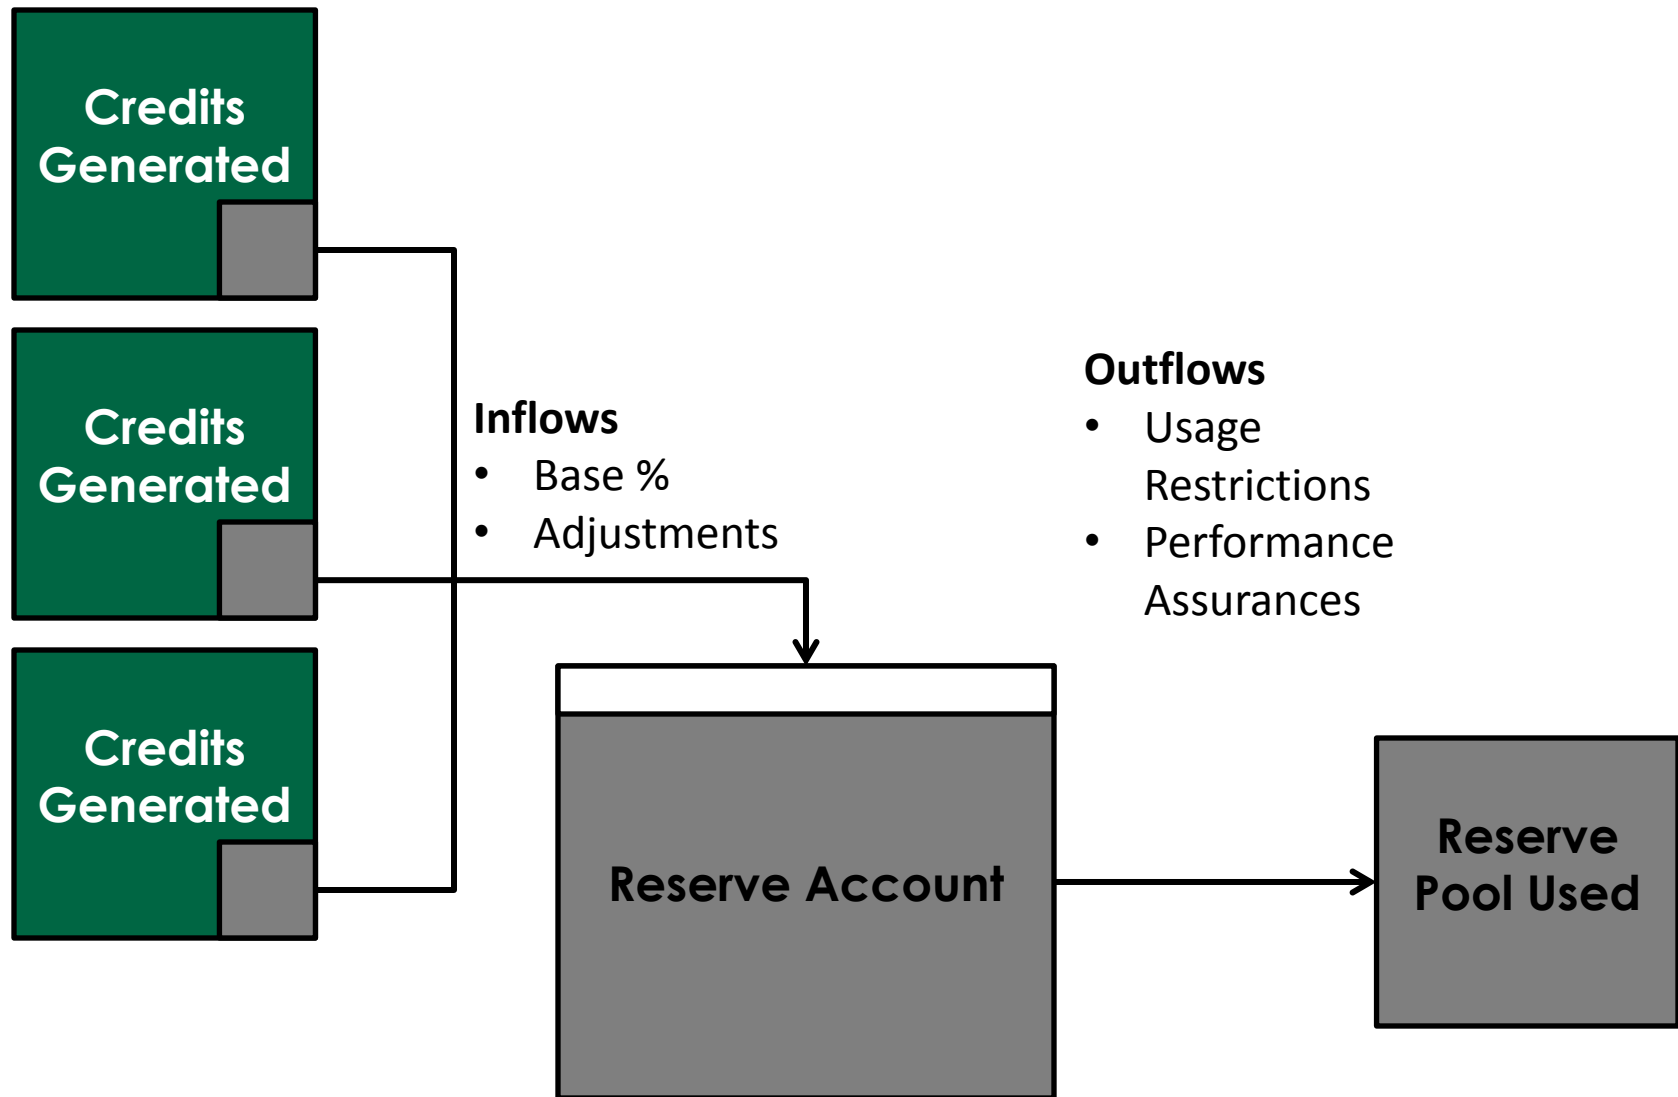 Credits
Generated
Credits
Generated
Credits
Generated
Inflows
• Base %
• Adjustments
Outflows
• Usage
Restrictions
• Performance
Assurances
Reserve Account
Reserve
Pool Used